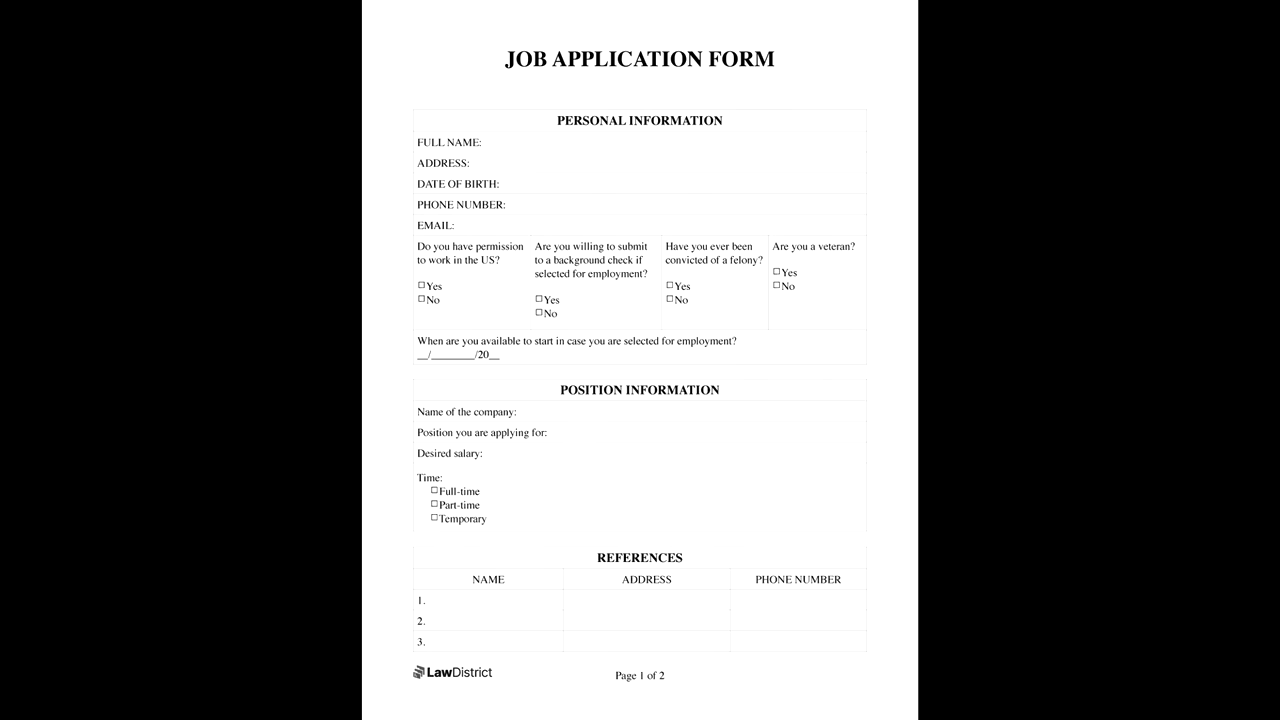 JOB APPLICATION FORM
PERSONAL INFORMATION
FULL NAME:
ADDRESS:
DATE OF BIRTH:
PHONE NUMBER:
EMAIL:
Do you have permission
to work in the US?
☐Yes
☐No
Are you willing to submit
to a background check if
selected for employment?
☐Yes
☐No
Have you ever been
convicted of a felony?
☐Yes
☐No
Are you a veteran?
☐Yes
☐No
When are you available to start in case you are selected for employment?
__/________/20__
POSITION INFORMATION
Name of the company:
Position you are applying for:
Desired salary:
Time:
☐Full-time
☐Part-time
☐Temporary
REFERENCES
NAME ADDRESS PHONE NUMBER
1.
2.
3.
LawDistrict Page 1 of 2